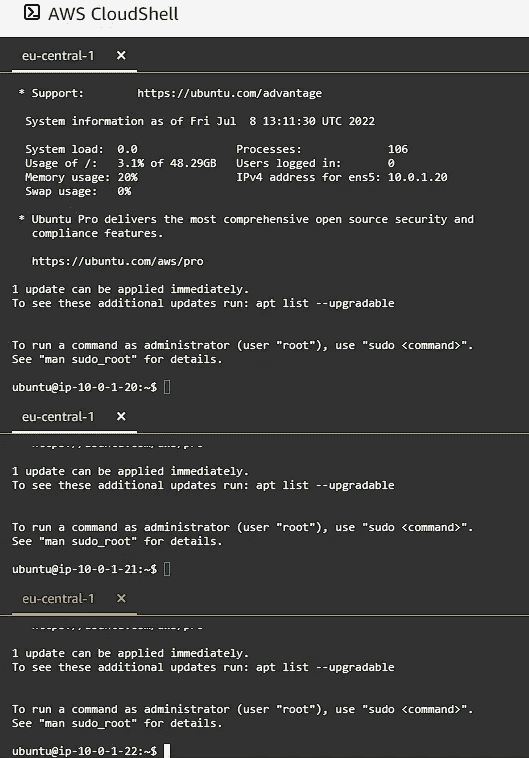 AWS CloudShell
eu-central-1 ×
* Support: https://ubuntu.com/advantage
System information as of Fri Jul 8 13:11:30 UTC 2022
System load: 0.0 Processes: 106
Usage of /: 3.1% of 48.29GB Users logged in: 0
Memory usage: 20% IPv4 address for ens5: 10.0.1.20
Swap usage: 0%
* Ubuntu Pro delivers the most comprehensive open source security and
compliance features.
https://ubuntu.com/aws/pro
1 update can be applied immediately.
To see these additional updates run: apt list --upgradable
To run a command as administrator (user "root"), use "sudo <command>".
See "man sudo_root" for details.
ubuntu@ip-10-0-1-20:~$
eu-central-1 ×
1 update can be applied immediately.
To see these additional updates run: apt list --upgradable
To run a command as administrator (user "root"), use "sudo <command>".
See "man sudo_root" for details.
ubuntu@ip-10-0-1-21:~$
eu-central-1 ×
1 update can be applied immediately.
To see these additional updates run: apt list --upgradable
To run a command as administrator (user "root"), use "sudo <command>".
See "man sudo_root" for details.
ubuntu@ip-10-0-1-22:~$